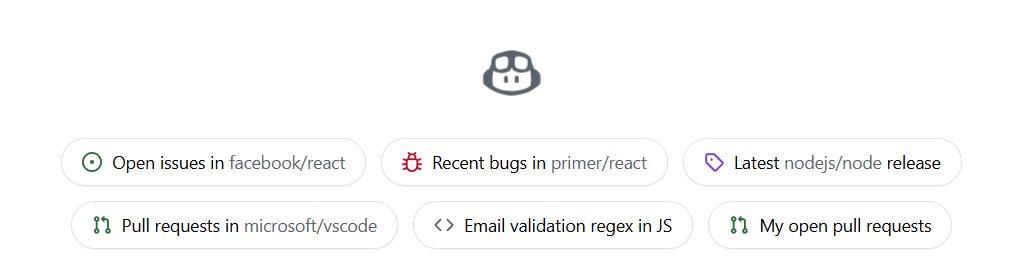 Open issues in facebook/react
Recent bugs in primer/react
Latest nodejs/node release
Pull requests in microsoft/vscode
Email validation regex in JS
My open pull requests